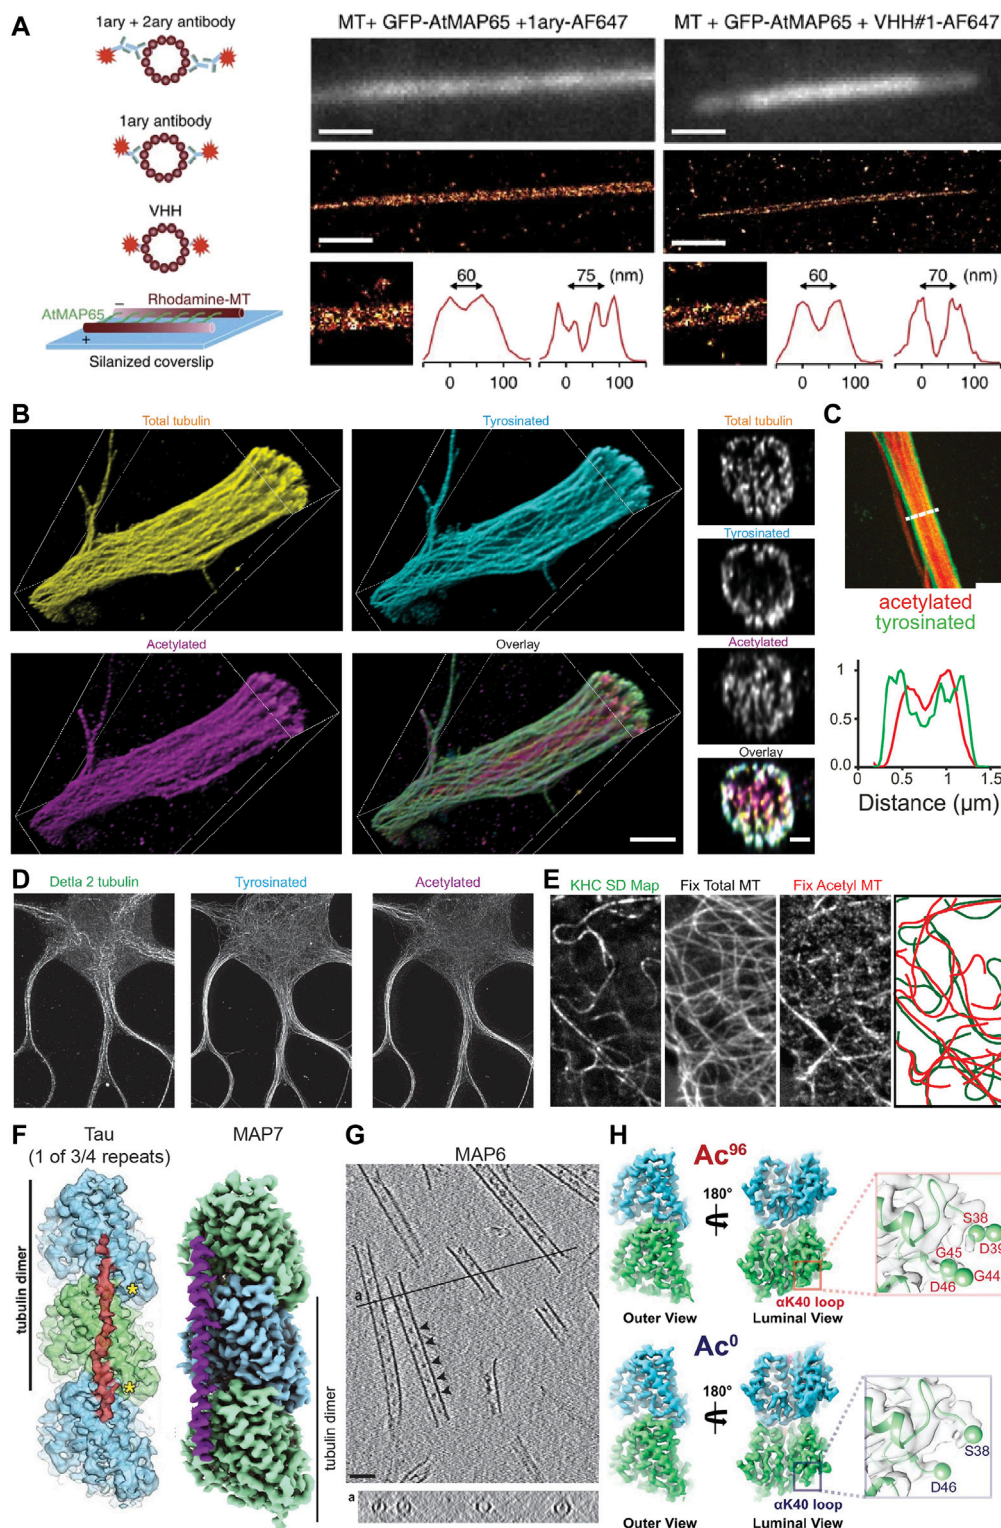 A
1ary + 2ary antibody
1ary antibody
VHH
AtMAP65
Rhodamine-MT
−
+
Silanized coverslip
MT+ GFP-AtMAP65 +1ary-AF647
60
75 (nm)
0 100
0 100
MT + GFP-AtMAP65 + VHH#1-AF647
60
70 (nm)
0 100
0 100
B
Total tubulin
Tyrosinated
Acetylated
Overlay
Total tubulin
Tyrosinated
Acetylated
Overlay
C
acetylated
tyrosinated
1
0.5
0.0
0.5 1 1.5
Distance (µm)
D
Detla 2 tubulin
Tyrosinated
Acetylated
E
KHC SD Map
Fix Total MT
Fix Acetyl MT
F
Tau
(1 of 3/4 repeats)
MAP7
tubulin dimer
*
*
tubulin dimer
G
MAP6
a
a
H
Ac96
180°
Outer View
Luminal View
αK40 loop
S38
D39
G45
G44
D46
Ac0
180°
Outer View
Luminal View
αK40 loop
S38
D46